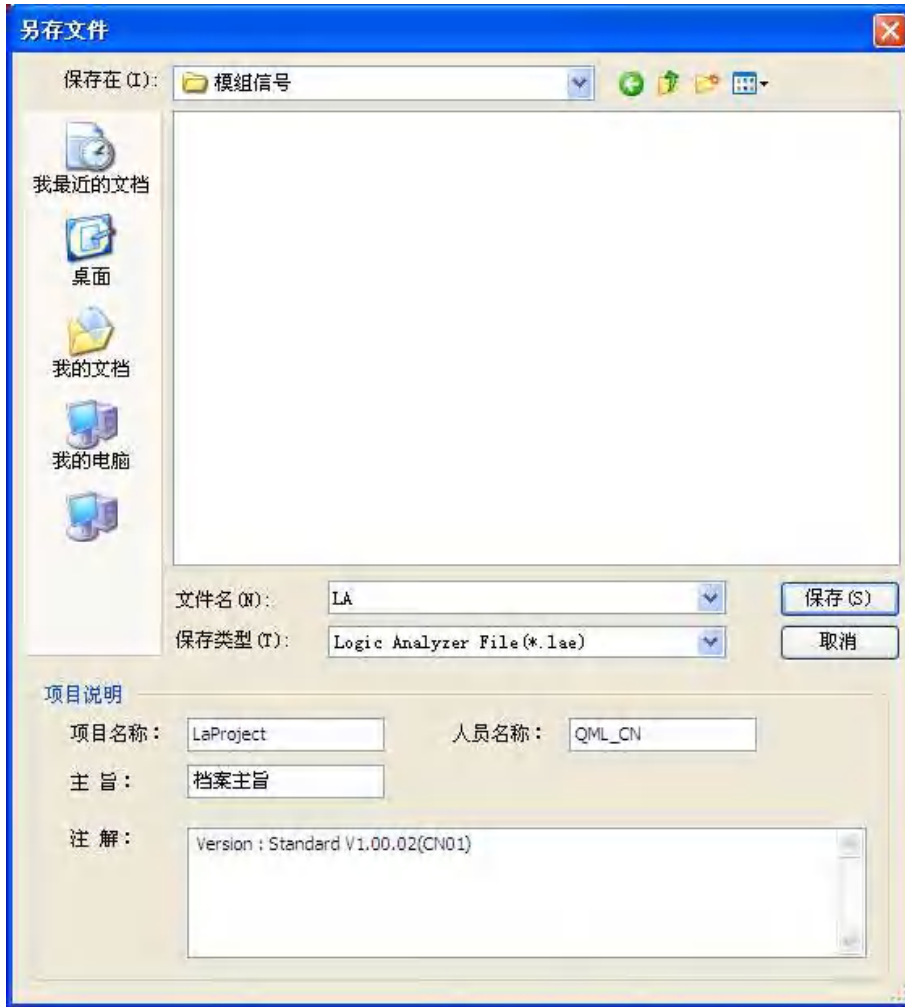 另存文件
保存在(I):
模组信号
我最近的文档
桌面
我的文档
我的电脑
文件名(N):
LA
保存(S)
保存类型(T):
Logic Analyzer File(*.lae)
取消
项目说明
项目名称：
LaProject
人员名称：
QML_CN
主 旨：
档案主旨
注 解：
Version : Standard V1.00.02(CN01)